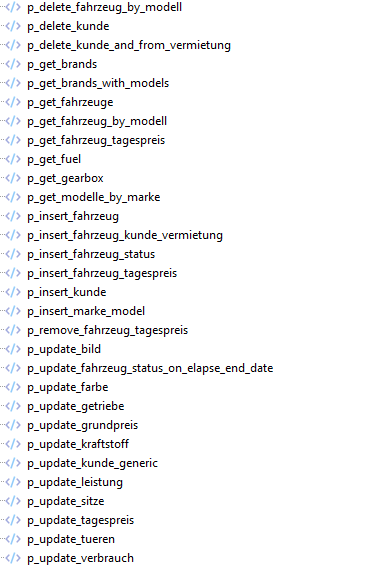 p_delete_fahrzeug_by_modell
p_delete_kunde
p_delete_kunde_and_from_vermietung
p_get_brands
p_get_brands_with_models
p_get_fahrzeuge
p_get_fahrzeug_by_modell
p_get_fahrzeug_tagespreis
p_get_fuel
p_get_gearbox
p_get_modelle_by_marke
p_insert_fahrzeug
p_insert_fahrzeug_kunde_vermietung
p_insert_fahrzeug_status
p_insert_fahrzeug_tagespreis
p_insert_kunde
p_insert_marke_model
p_remove_fahrzeug_tagespreis
p_update_bild
p_update_fahrzeug_status_on_elapse_end_date
p_update_farbe
p_update_getriebe
p_update_grundpreis
p_update_kraftstoff
p_update_kunde_generic
p_update_leistung
p_update_sitze
p_update_tagespreis
p_update_tueren
p_update_verbrauch